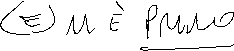 (E) M È PRIMO